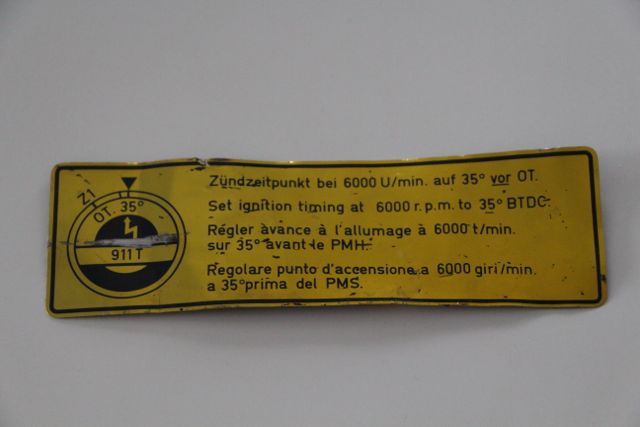 Z1
OT. 35°
911T
Zündzeitpunkt bei 6000 U/min. auf 35° vor OT.
Set ignition timing at 6000 r.p.m. to 35° BTDC.
Régler avance à l'allumage à 6000 t/min.
sur 35° avant le PMH.
Regolare punto d'accensione a 6000 giri/min.
a 35° prima del PMS.